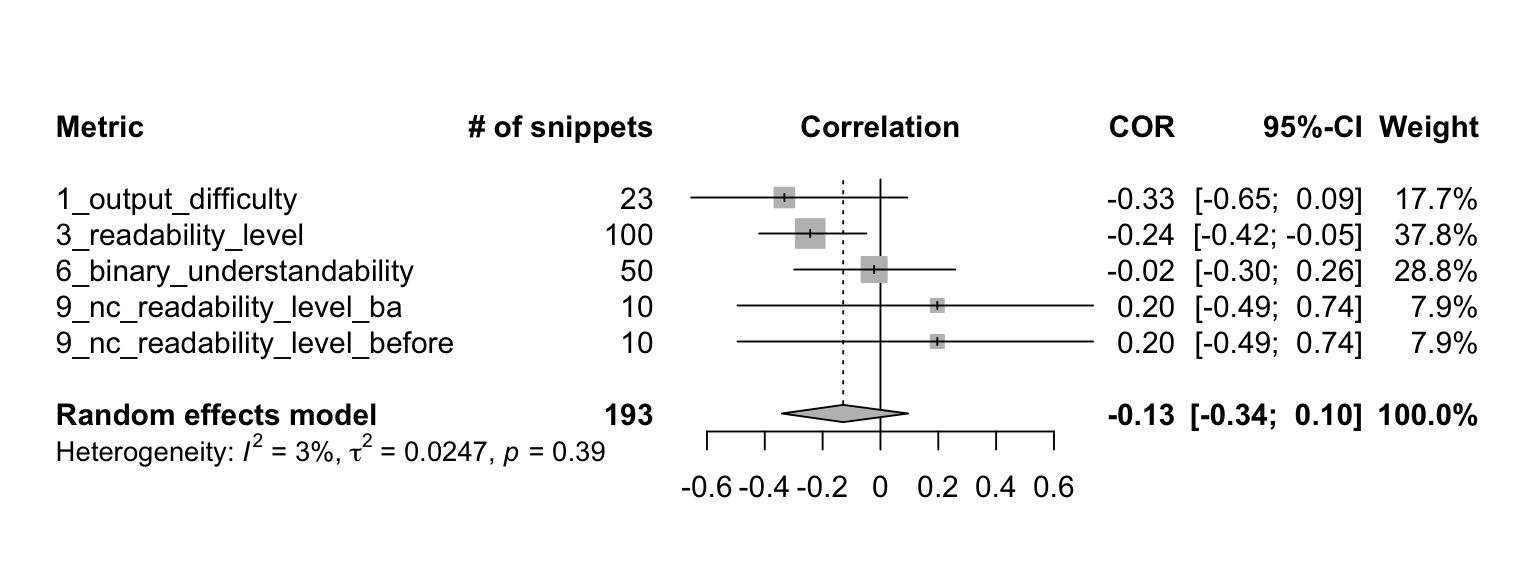 Metric # of snippets Correlation COR 95%-CI Weight
1_output_difficulty 23 -0.33 [-0.65; 0.09] 17.7%
3_readability_level 100 -0.24 [-0.42; -0.05] 37.8%
6_binary_understandability 50 -0.02 [-0.30; 0.26] 28.8%
9_nc_readability_level_ba 10 0.20 [-0.49; 0.74] 7.9%
9_nc_readability_level_before 10 0.20 [-0.49; 0.74] 7.9%
Random effects model 193 -0.13 [-0.34; 0.10] 100.0%
Heterogeneity: I² = 3%, τ² = 0.0247, p = 0.39
-0.6 -0.4 -0.2 0 0.2 0.4 0.6